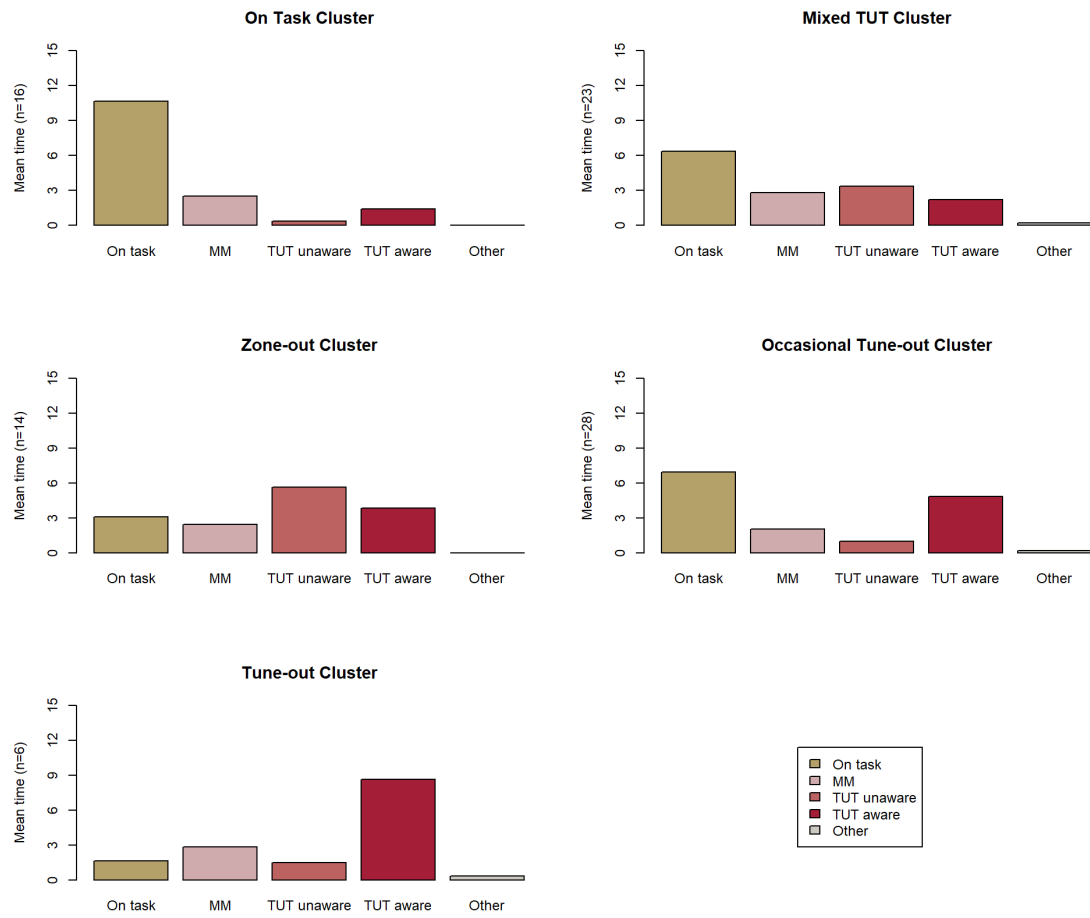 On Task Cluster
Mean time (n=16)
15
12
9
6
3
0
On task MM TUT unaware TUT aware Other
Mixed TUT Cluster
Mean time (n=23)
15
12
9
6
3
0
On task MM TUT unaware TUT aware Other
Zone-out Cluster
Mean time (n=14)
15
12
9
6
3
0
On task MM TUT unaware TUT aware Other
Occasional Tune-out Cluster
Mean time (n=28)
15
12
9
6
3
0
On task MM TUT unaware TUT aware Other
Tune-out Cluster
Mean time (n=6)
15
12
9
6
3
0
On task MM TUT unaware TUT aware Other
On task
MM
TUT unaware
TUT aware
Other